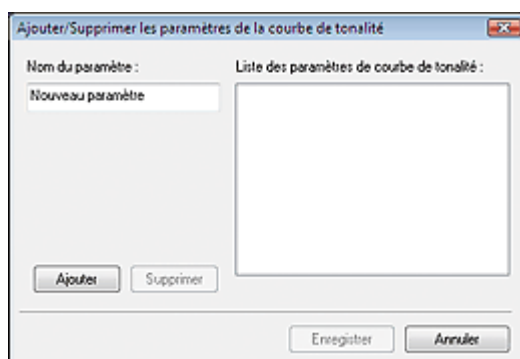 Ajouter/Supprimer les paramètres de la courbe de tonalité
Nom du paramètre :
Liste des paramètres de courbe de tonalité :
Nouveau paramètre
Ajouter
Supprimer
Enregistrer
Annuler